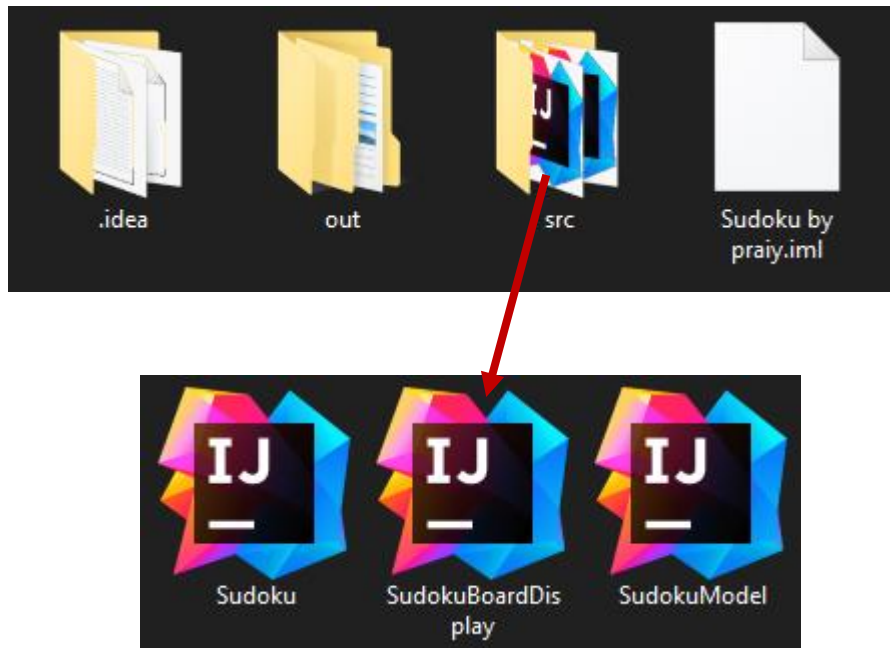 .idea
out
src
Sudoku by
praiy.iml
IJ
IJ
IJ
IJ
Sudoku
SudokuBoardDis
play
SudokuModel